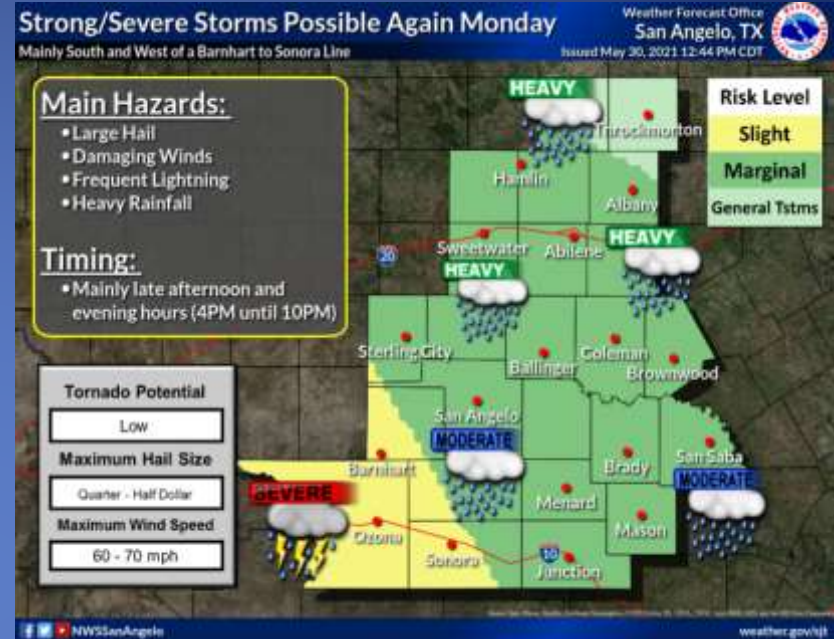 Strong/Severe Storms Possible Again Monday
Mainly South and West of a Barnhart to Sonora Line
Weather Forecast Office
San Angelo, TX
Issued May 30, 2021 12:44 PM CDT
Main Hazards:
• Large Hail
• Damaging Winds
• Frequent Lightning
• Heavy Rainfall
Timing:
• Mainly late afternoon and
evening hours (4PM until 10PM)
Risk Level
Slight
Marginal
General Tstms
HEAVY
Throckmorton
Hamlin
Albany
20
Sweetwater
Abilene
HEAVY
HEAVY
Sterling City
Ballinger
Coleman
Brownwood
San Angelo
MODERATE
Barnhart
Brady
San Saba
MODERATE
SEVERE
Menard
Mason
Ozona
Sonora
10
Junction
Tornado Potential
Low
Maximum Hail Size
Quarter - Half Dollar
Maximum Wind Speed
60 - 70 mph
NWSSanAngelo
weather.gov/sjt